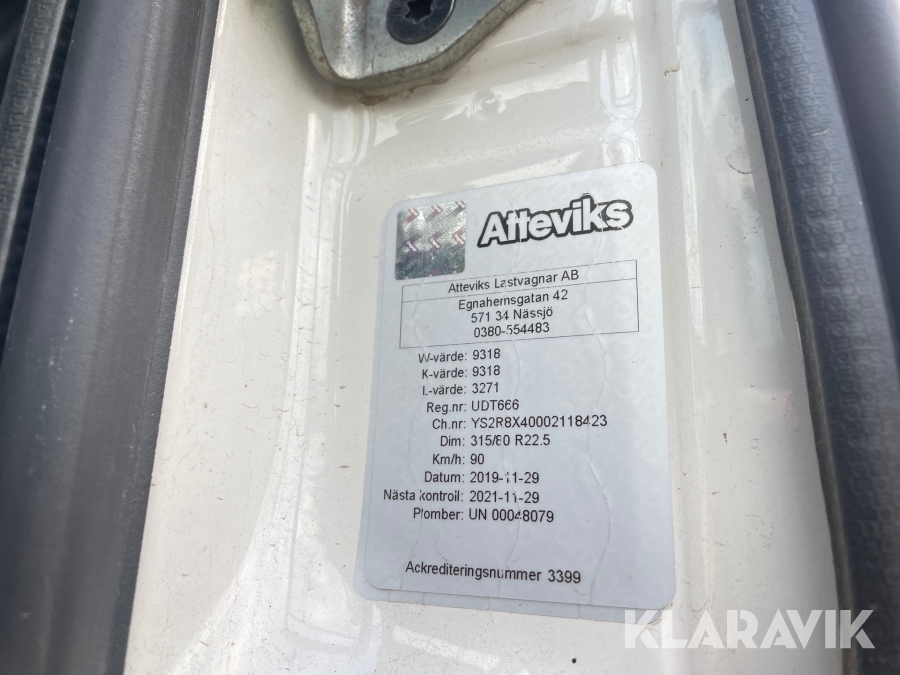 Atteviks
Atteviks Lastvagnar AB
Egnahemsgatan 42
571 34 Nässjö
0380-554483
W-värde: 9318
K-värde: 9318
L-värde: 3271
Reg.nr: UDT666
Ch.nr: YS2R8X40002118423
Dim: 315/80 R22.5
Km/h: 90
Datum: 2019-11-29
Nästa kontroll: 2021-11-29
Plomber: UN 00048079
Ackrediteringsnummer 3399
KLARAVIK